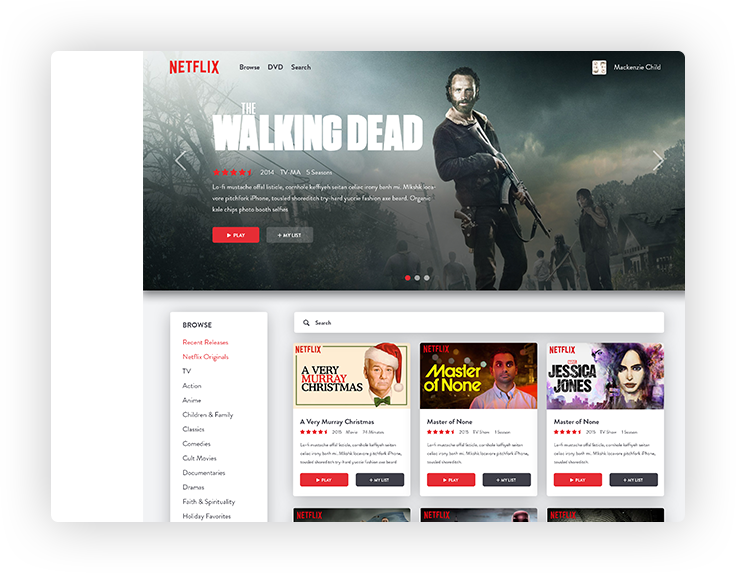 NETFLIX Browse DVD Search Mackenzie Child
THE
WALKING DEAD
2014 TV-MA 5 Seasons
Lo-fi mustache offal listicle, cornhole keffiyeh seitan celiac irony banh mi. Mlkshk loca-
vore pitchfork iPhone, tousled shoreditch try-hard yuccie fashion axe beard. Organic
kale chips photo booth selfies
PLAY + MY LIST
BROWSE
Recent Releases
Netflix Originals
TV
Action
Anime
Children & Family
Classics
Comedies
Cult Movies
Documentaries
Dramas
Faith & Spirituality
Holiday Favorites
Search
NETFLIX
A VERY
MURRAY
CHRISTMAS
A Very Murray Christmas
2015 Movie
Lo-fi mustache offal listicle, cornhole keffiyeh seitan
celiac irony banh mi. Mlkshk locavore pitchfork iPhone,
tousled shoreditch try-hard yuccie fashion axe beard
PLAY + MY LIST
NETFLIX
Master
of None
Master of None
2015 TV Show 1 Season
Lo-fi mustache offal listicle, cornhole keffiyeh seitan
celiac irony banh mi. Mlkshk locavore pitchfork iPhone,
tousled shoreditch.
PLAY + MY LIST
NETFLIX
JESSICA
JONES
Master of None
2015 TV Show 1 Season
Lo-fi mustache offal listicle, cornhole keffiyeh seitan
celiac irony banh mi. Mlkshk locavore pitchfork iPhone,
tousled shoreditch.
PLAY + MY LIST
NETFLIX
NETFLIX
NETFLIX